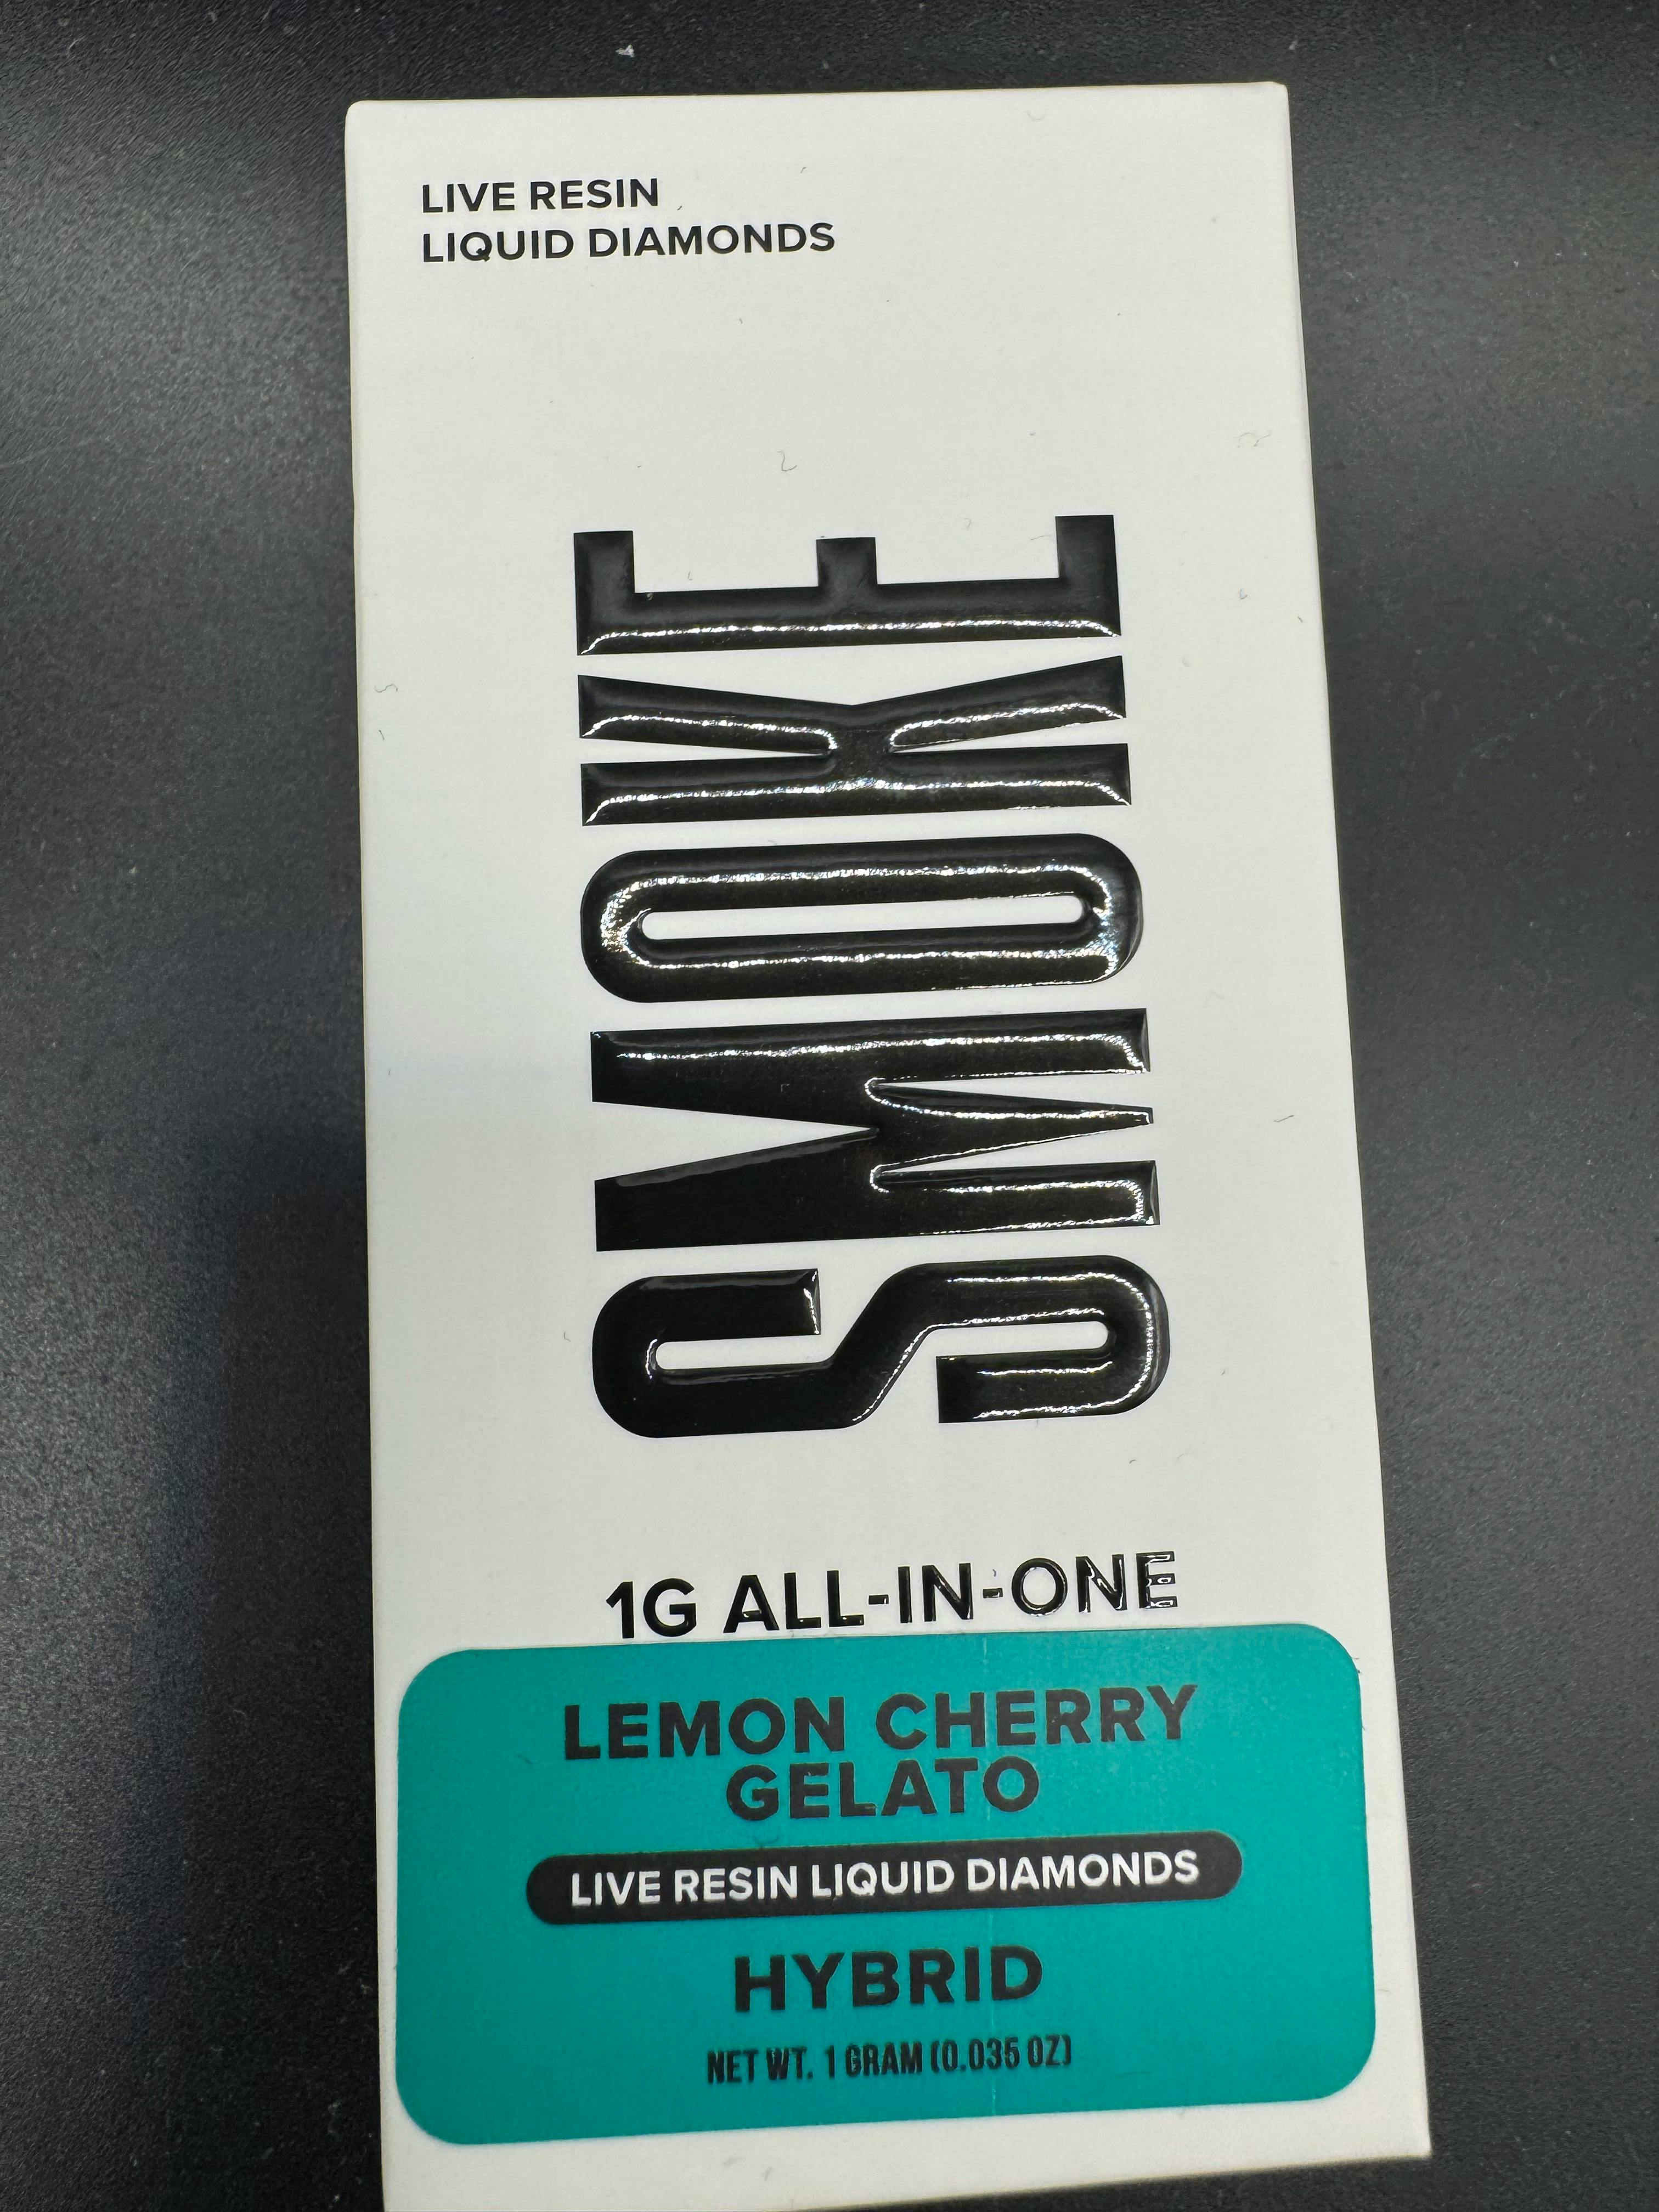 LIVE RESIN
LIQUID DIAMONDS
SMOKE
1G ALL-IN-ONE
LEMON CHERRY
GELATO
LIVE RESIN LIQUID DIAMONDS
HYBRID
NET WT. 1 GRAM (0.035 OZ)